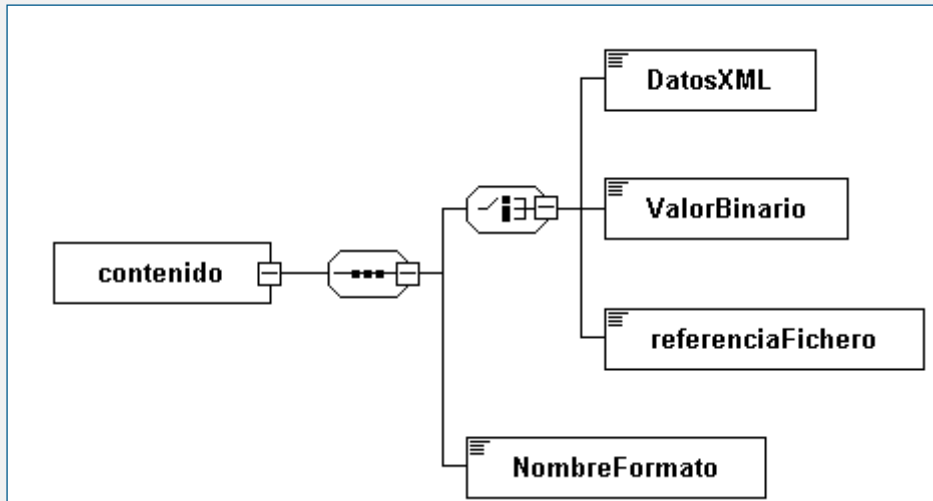 DatosXML
ValorBinario
contenido
referenciaFichero
NombreFormato